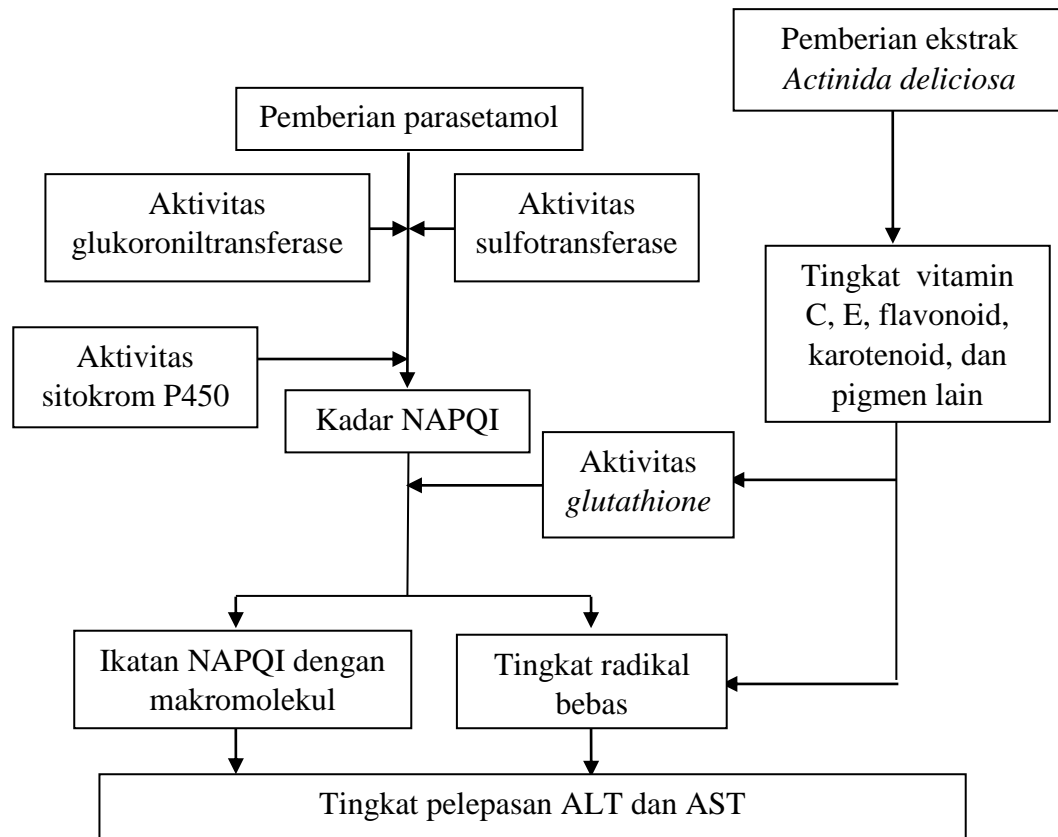 Pemberian ekstrak
Actinida deliciosa
Pemberian parasetamol
Aktivitas
glukoroniltransferase
Aktivitas
sulfotransferase
Tingkat vitamin
C, E, flavonoid,
karotenoid, dan
pigmen lain
Aktivitas
sitokrom P450
Kadar NAPQI
Aktivitas
glutathione
Ikatan NAPQI dengan
makromolekul
Tingkat radikal
bebas
Tingkat pelepasan ALT dan AST